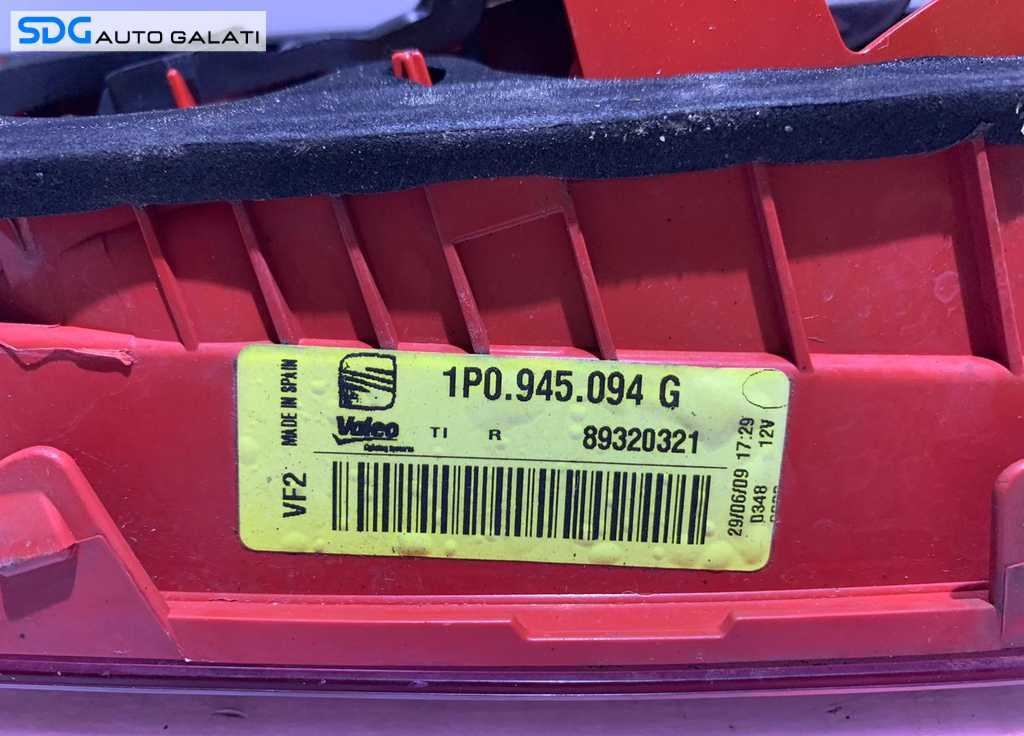 SDG AUTO GALATI
MADE IN SPAIN
VF2
1P0.945.094 G
Valeo
TI R 89320321
29/06/09 17:29
D348 12V